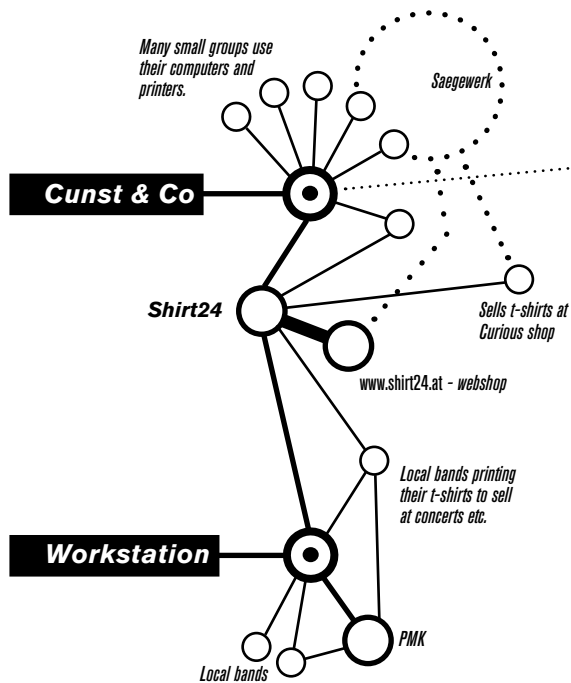 Many small groups use
their computers and
printers.
Saegewerk
Cunst & Co
Shirt24
Sells t-shirts at
Curious shop
www.shirt24.at - webshop
Local bands printing
their t-shirts to sell
at concerts etc.
Workstation
PMK
Local bands